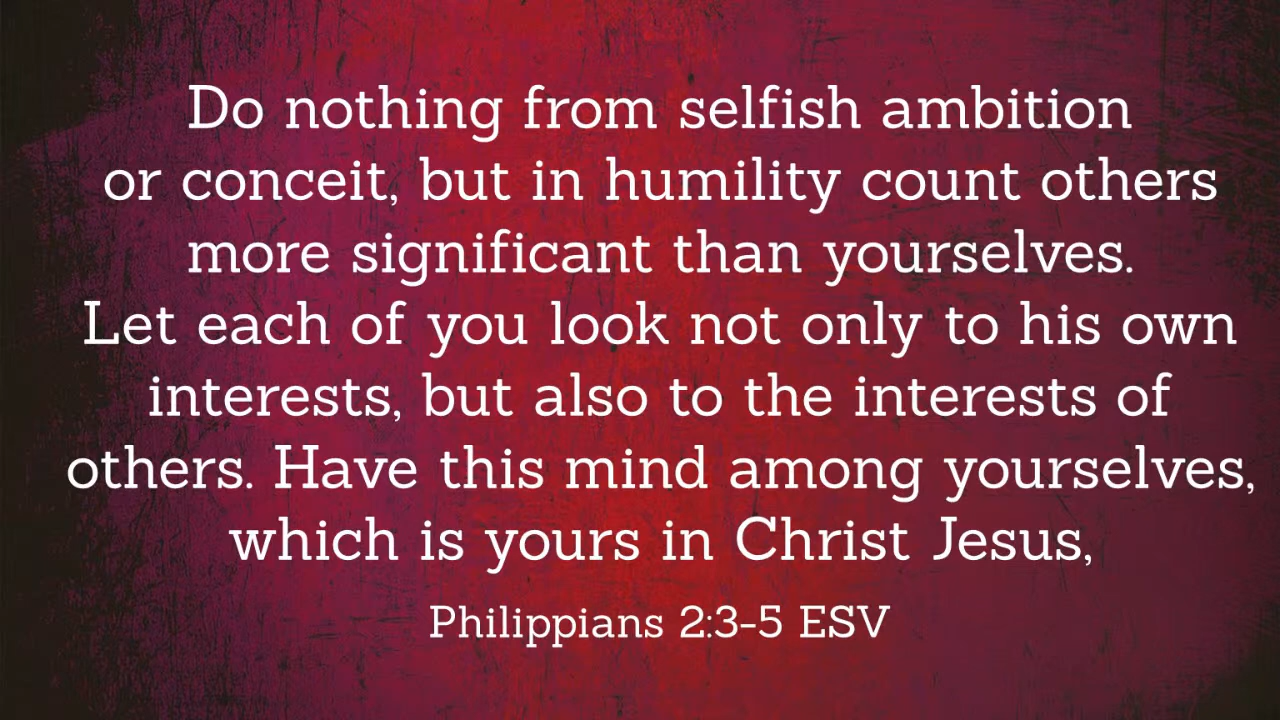 Do nothing from selfish ambition
or conceit, but in humility count others
more significant than yourselves.
Let each of you look not only to his own
interests, but also to the interests of
others. Have this mind among yourselves,
which is yours in Christ Jesus,
Philippians 2:3-5 ESV